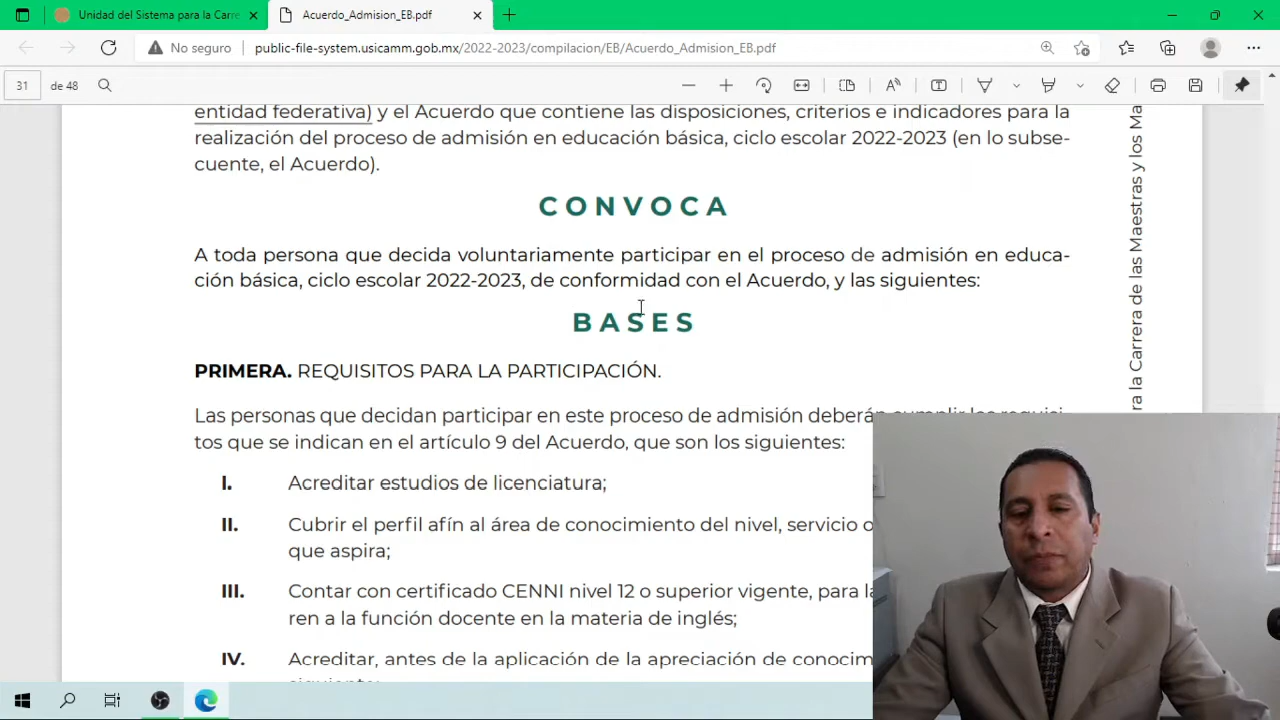 Unidad del Sistema para la Carre
Acuerdo_Admision_EB.pdf
No seguro
public-file-system.usicamm.gob.mx/2022-2023/compilacion/EB/Acuerdo_Admision_EB.pdf
31 de 48
entidad federativa) y el Acuerdo que contiene las disposiciones, criterios e indicadores para la
realización del proceso de admisión en educación básica, ciclo escolar 2022-2023 (en lo subse-
cuente, el Acuerdo).
CONVOCA
A toda persona que decida voluntariamente participar en el proceso de admisión en educa-
ción básica, ciclo escolar 2022-2023, de conformidad con el Acuerdo, y las siguientes:
BASES
PRIMERA. REQUISITOS PARA LA PARTICIPACIÓN.
Las personas que decidan participar en este proceso de admisión deberán cumplir los requisi-
tos que se indican en el artículo 9 del Acuerdo, que son los siguientes:
I. Acreditar estudios de licenciatura;
II. Cubrir el perfil afín al área de conocimiento del nivel, servicio o
que aspira;
III. Contar con certificado CENNI nivel 12 o superior vigente, para la
ren a la función docente en la materia de inglés;
IV. Acreditar, antes de la aplicación de la apreciación de conocim
siguiente:
ra la Carrera de las Maestras y los Ma